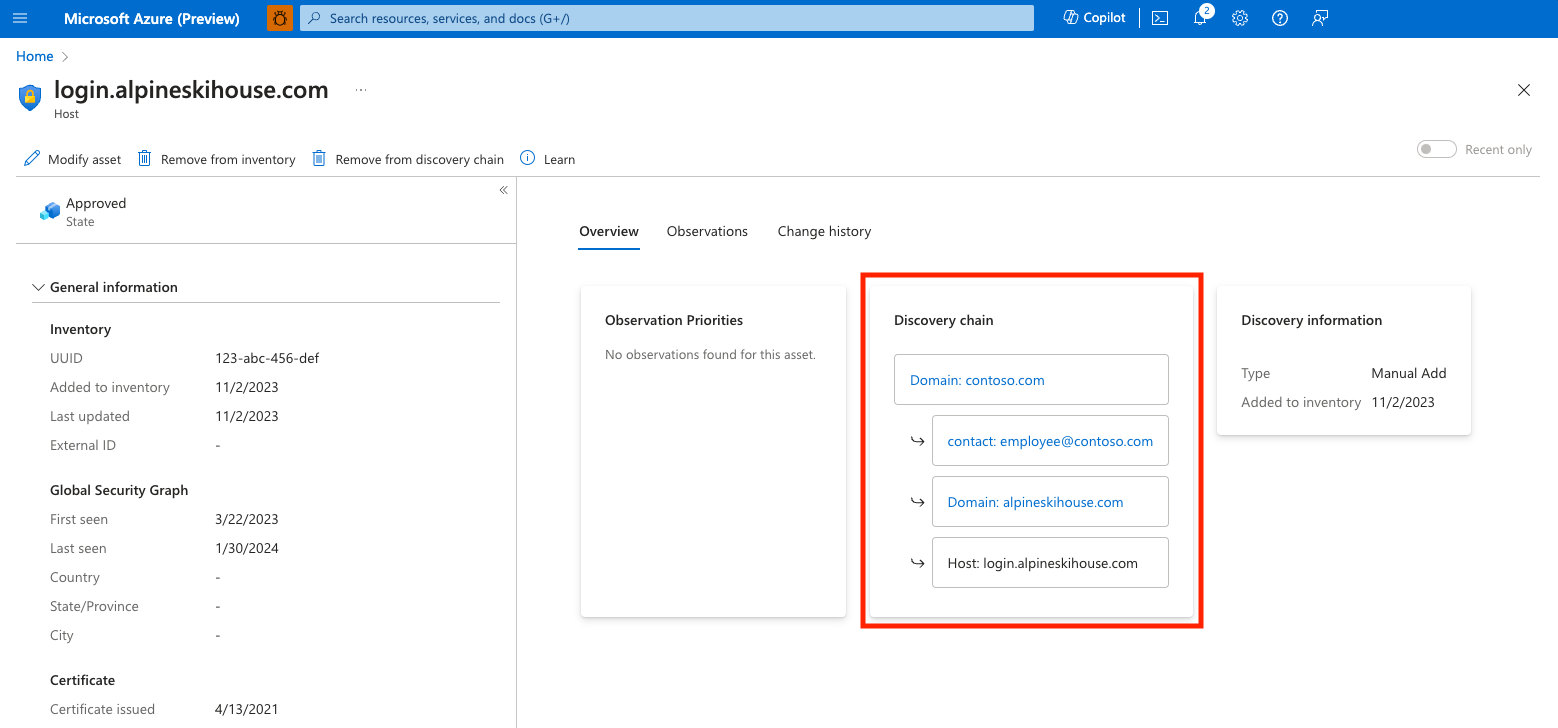 Microsoft Azure (Preview)
Search resources, services, and docs (G+/)
Copilot
2
Home
login.alpineskihouse.com
...
Host
Modify asset
Remove from inventory
Remove from discovery chain
Learn
Recent only
Approved
State
«
General information
Inventory
UUID 123-abc-456-def
Added to inventory 11/2/2023
Last updated 11/2/2023
External ID -
Global Security Graph
First seen 3/22/2023
Last seen 1/30/2024
Country -
State/Province -
City -
Certificate
Certificate issued 4/13/2021
Overview
Observations
Change history
Observation Priorities
No observations found for this asset.
Discovery chain
Domain: contoso.com
contact: employee@contoso.com
Domain: alpineskihouse.com
Host: login.alpineskihouse.com
Discovery information
Type Manual Add
Added to inventory 11/2/2023